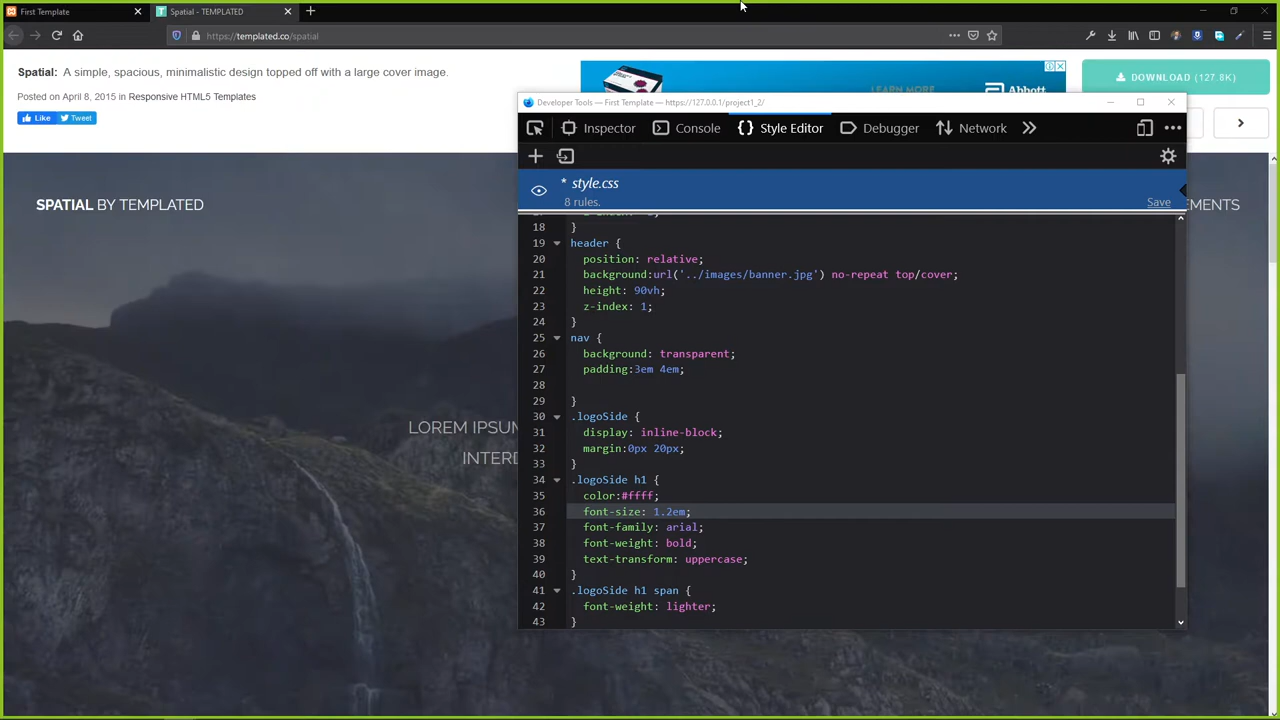 First Template
Spatial - TEMPLATED
https://templated.co/spatial
Spatial: A simple, spacious, minimalistic design topped off with a large cover image.
Posted on April 8, 2015 in Responsive HTML5 Templates
Like Tweet
LEARN MORE
Abbott
DOWNLOAD (127.8K)
Developer Tools — First Template — https://127.0.0.1/project1_2/
Inspector Console Style Editor Debugger Network
* style.css
8 rules.
Save
SPATIAL BY TEMPLATED
MENTS
LOREM IPSUM
INTERD
18 }
19 header {
20 position: relative;
21 background:url('../images/banner.jpg') no-repeat top/cover;
22 height: 90vh;
23 z-index: 1;
24 }
25 nav {
26 background: transparent;
27 padding:3em 4em;
28
29 }
30 .logoSide {
31 display: inline-block;
32 margin:0px 20px;
33 }
34 .logoSide h1 {
35 color:#ffff;
36 font-size: 1.2em;
37 font-family: arial;
38 font-weight: bold;
39 text-transform: uppercase;
40 }
41 .logoSide h1 span {
42 font-weight: lighter;
43 }